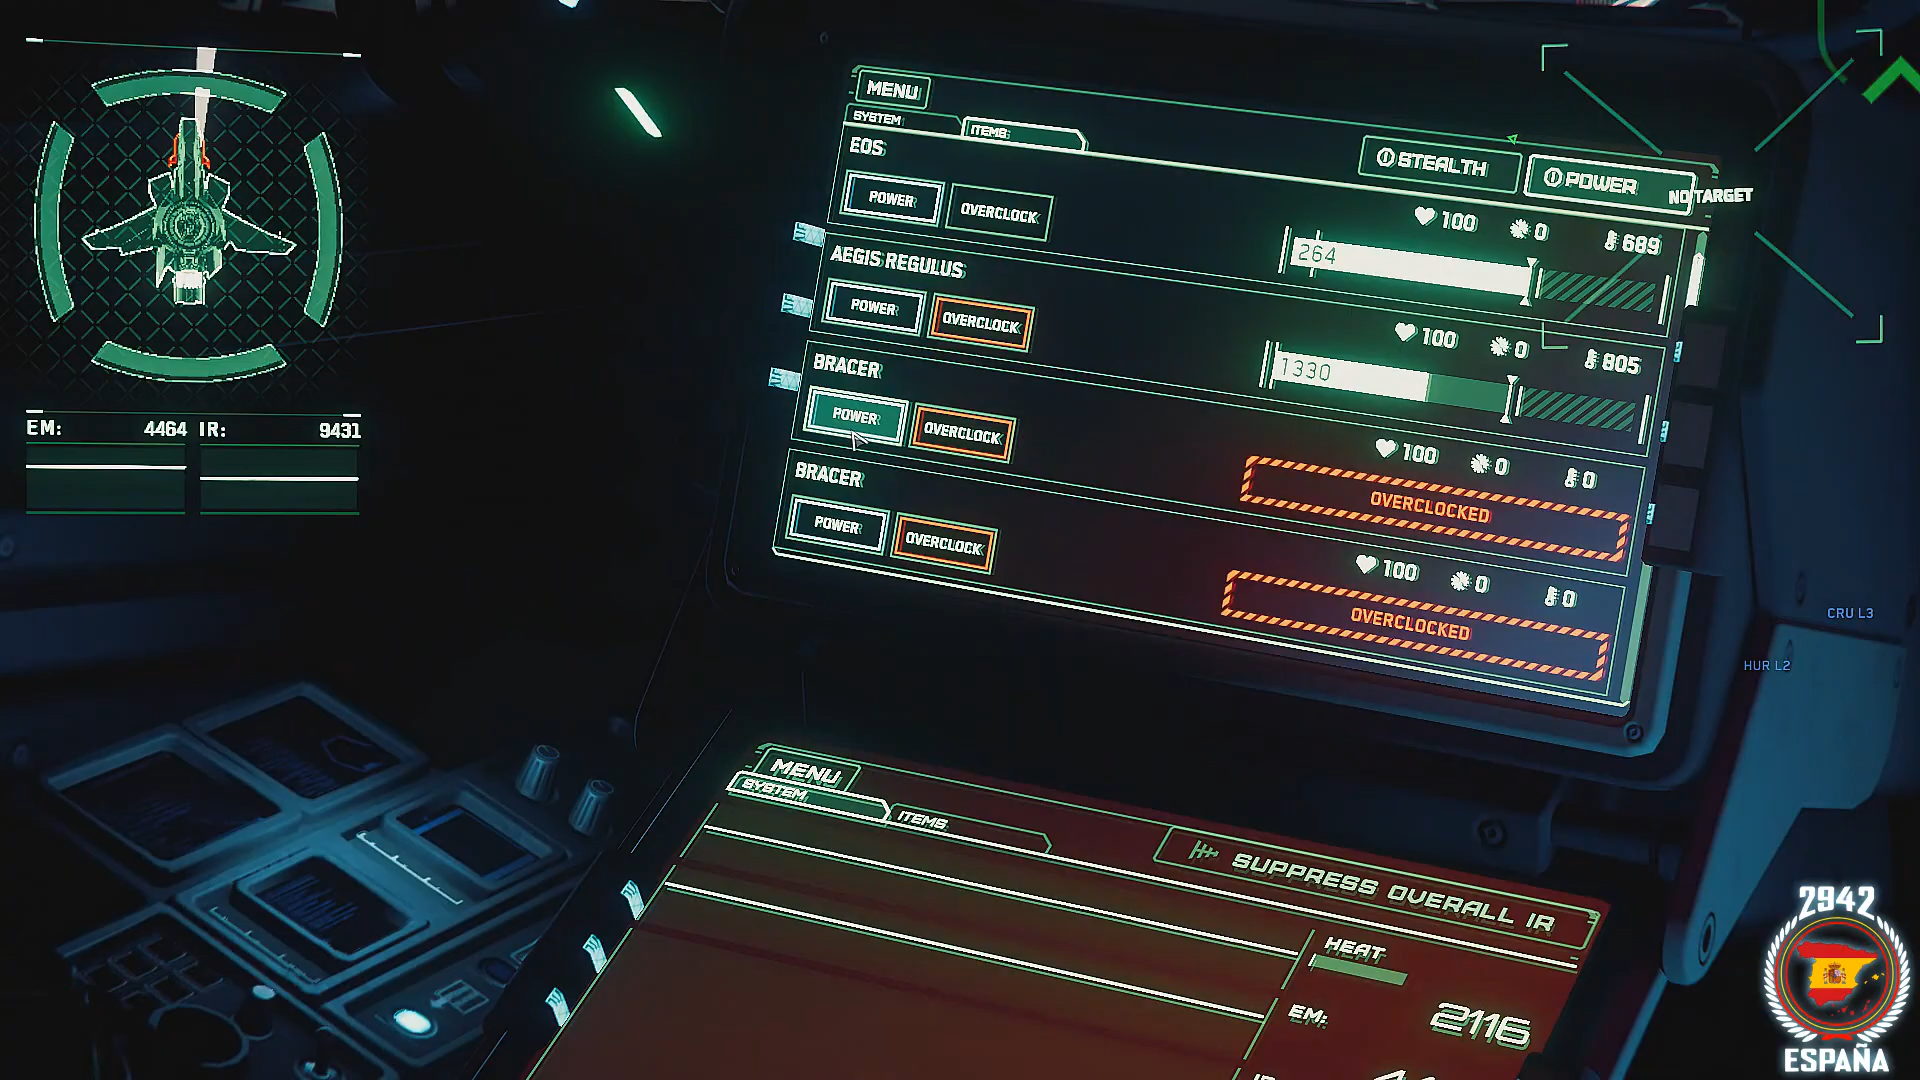 EM: 4464 IR: 9431
MENU
SYSTEM ITEMS
STEALTH POWER
NO TARGET
EOS
POWER OVERCLOCK
100 0 689
264
AEGIS REGULUS
POWER OVERCLOCK
100 0 805
1330
BRACER
POWER OVERCLOCK
100 0 0
OVERCLOCKED
BRACER
POWER OVERCLOCK
100 0 0
OVERCLOCKED
CRU L3
HUR L2
MENU
SYSTEM ITEMS
SUPPRESS OVERALL IR
HEAT
EM: 2116
2942
ESPAÑA